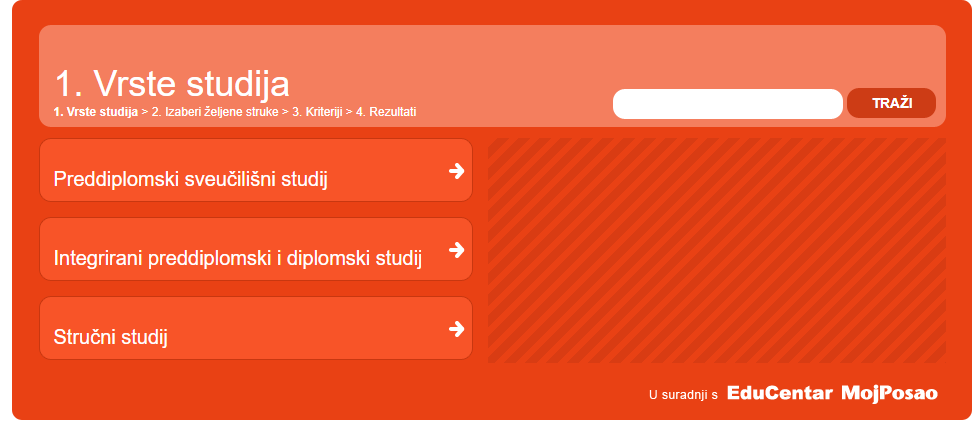 1. Vrste studija
1. Vrste studija > 2. Izaberi željene struke > 3. Kriteriji > 4. Rezultati
TRAŽI
Preddiplomski sveučilišni studij
Integrirani preddiplomski i diplomski studij
Stručni studij
U suradnji s EduCentar MojPosao